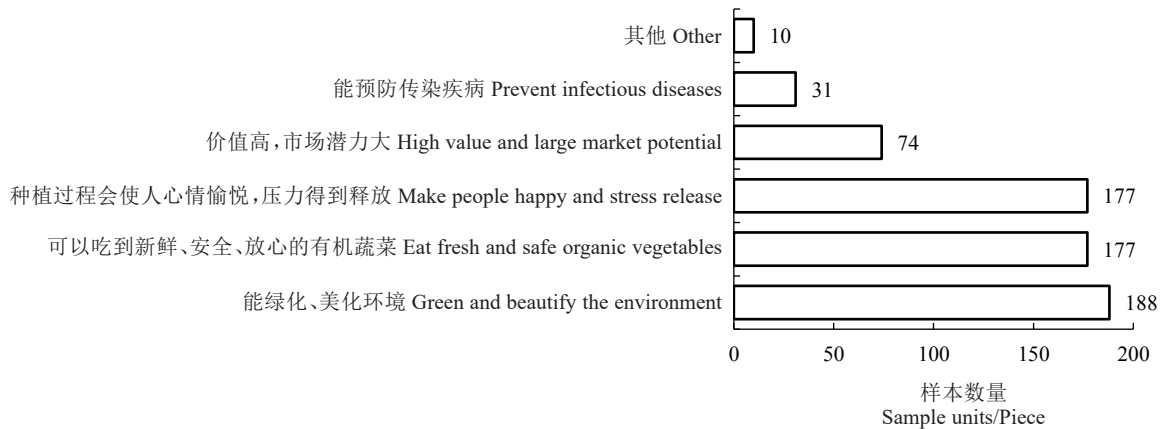 其他 Other
10
能预防传染疾病 Prevent infectious diseases
31
价值高,市场潜力大 High value and large market potential
74
种植过程会使人心情愉悦,压力得到释放 Make people happy and stress release
177
可以吃到新鲜、安全、放心的有机蔬菜 Eat fresh and safe organic vegetables
177
能绿化、美化环境 Green and beautify the environment
188
0 50 100 150 200
样本数量
Sample units/Piece